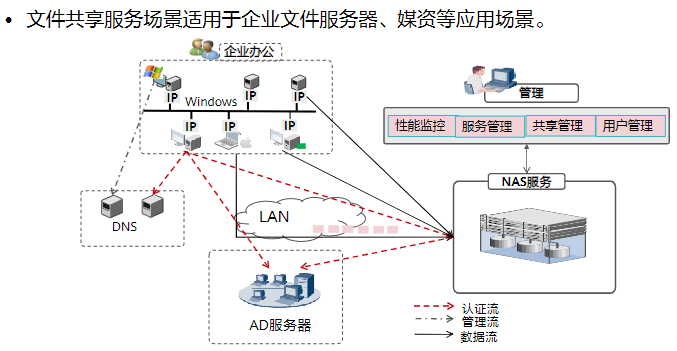 • 文件共享服务场景适用于企业文件服务器、媒资等应用场景。
企业办公
IP
IP
IP
Windows
IP
IP
IP
管理
性能监控 服务管理 共享管理 用户管理
NAS服务
DNS
LAN
AD服务器
认证流
管理流
数据流